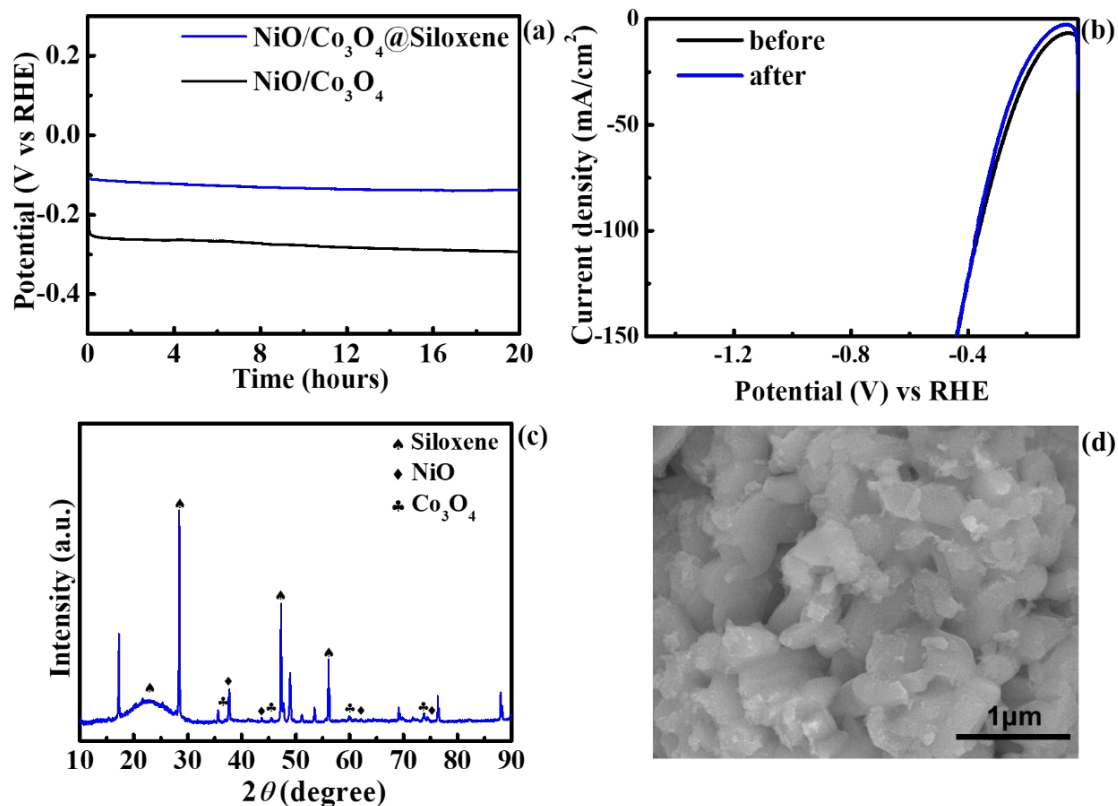 (a)
NiO/Co₃O₄@Siloxene
NiO/Co₃O₄
0.2
0.0
-0.2
-0.4
Potential (V vs RHE)
0 4 8 12 16 20
Time (hours)
(b)
before
after
0
-50
-100
-150
Current density (mA/cm²)
-1.2 -0.8 -0.4
Potential (V) vs RHE
(c)
♠ Siloxene
♦ NiO
♣ Co₃O₄
Intensity (a.u.)
10 20 30 40 50 60 70 80 90
2θ (degree)
(d)
1μm